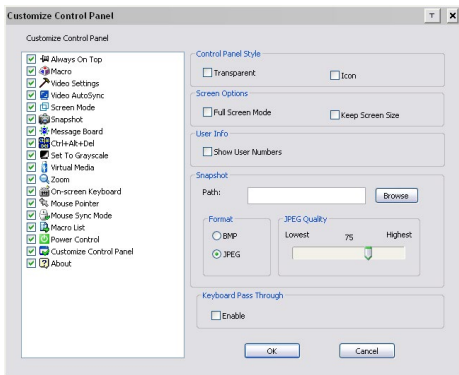 Customize Control Panel
Customize Control Panel
Always On Top
Macro
Video Settings
Video AutoSync
Screen Mode
Snapshot
Message Board
Ctrl+Alt+Del
Set To Grayscale
Virtual Media
Zoom
On-screen Keyboard
Mouse Pointer
Mouse Sync Mode
Macro List
Power Control
Customize Control Panel
About
Control Panel Style
Transparent Icon
Screen Options
Full Screen Mode Keep Screen Size
User Info
Show User Numbers
Snapshot
Path: Browse
Format
BMP
JPEG
JPEG Quality
Lowest 75 Highest
Keyboard Pass Through
Enable
OK Cancel